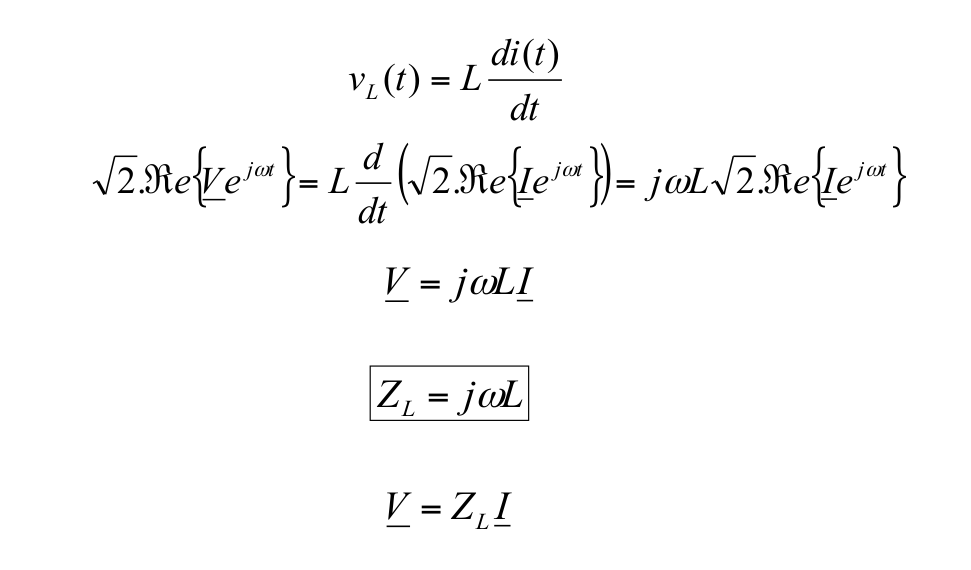 v_L(t) = L di(t)/dt
√2.ℜe{V̲e^{jωt}} = L d/dt (√2.ℜe{I̲e^{jωt}}) = jωL√2.ℜe{I̲e^{jωt}}
V̲ = jωLI̲
Z_L = jωL
V̲ = Z_L I̲